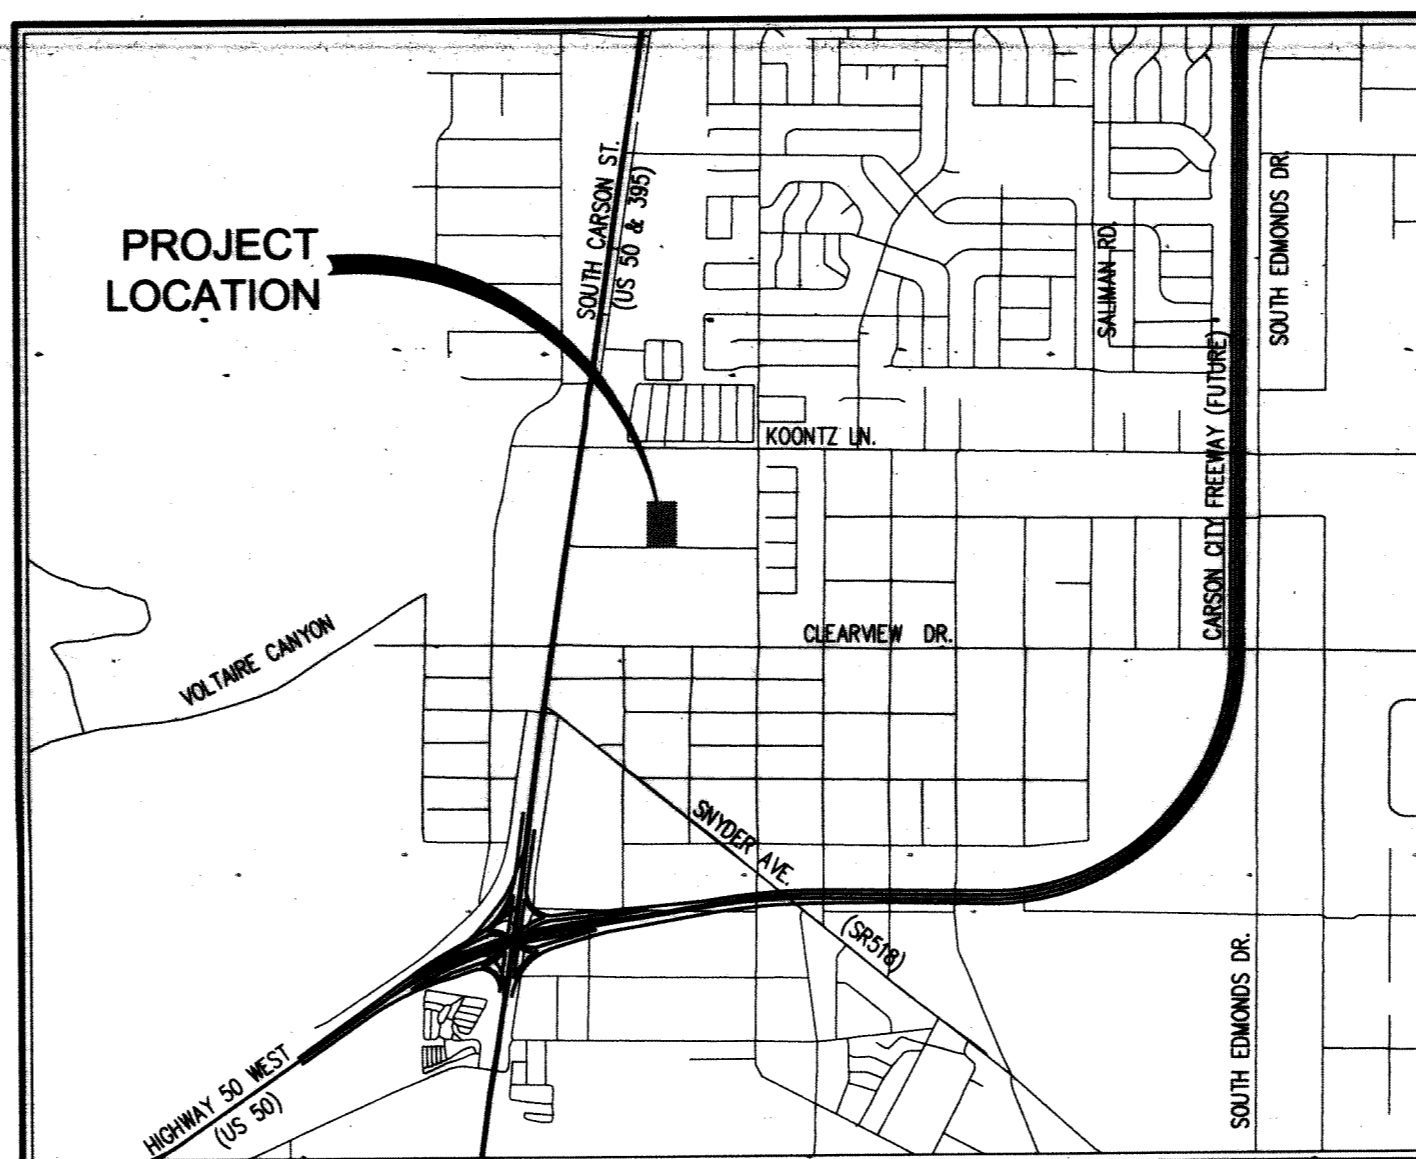 PROJECT
LOCATION
SOUTH CARSON ST.
(US 50 & 395)
SALIMAN RD.
SOUTH EDMONDS DR.
CARSON CITY FREEWAY (FUTURE)
KOONTZ LN.
CLEARVIEW DR.
VOLTAIRE CANYON
SNYDER AVE.
(SR518)
SOUTH EDMONDS DR.
HIGHWAY 50 WEST
(US 50)